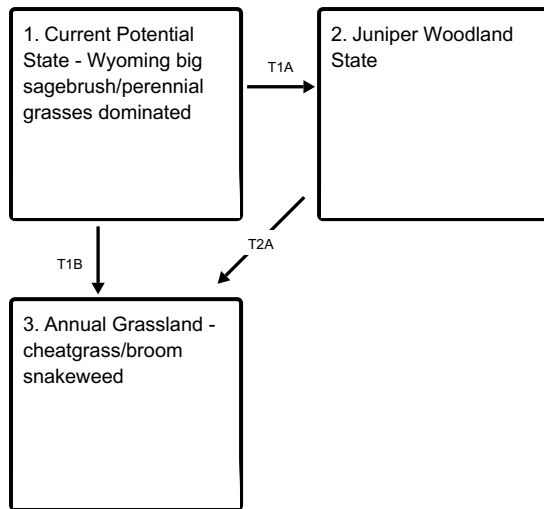 1. Current Potential
State - Wyoming big
sagebrush/perennial
grasses dominated
T1A
2. Juniper Woodland
State
T1B
T2A
3. Annual Grassland -
cheatgrass/broom
snakeweed